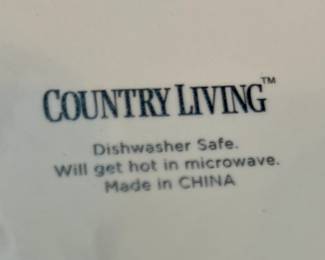 COUNTRY LIVING™
Dishwasher Safe.
Will get hot in microwave.
Made in CHINA